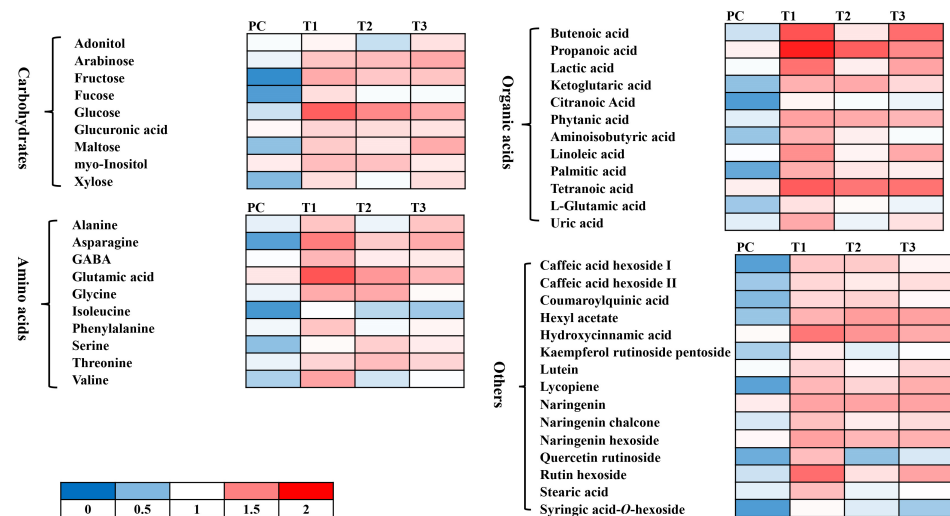 PC T1 T2 T3
Carbohydrates
Adonitol
Arabinose
Fructose
Fucose
Glucose
Glucuronic acid
Maltose
myo-Inositol
Xylose
PC T1 T2 T3
Amino acids
Alanine
Asparagine
GABA
Glutamic acid
Glycine
Isoleucine
Phenylalanine
Serine
Threonine
Valine
0 0.5 1 1.5 2
PC T1 T2 T3
Organic acids
Butenoic acid
Propanoic acid
Lactic acid
Ketoglutaric acid
Citranoic Acid
Phytanic acid
Aminoisobutyric acid
Linoleic acid
Palmitic acid
Tetranoic acid
L-Glutamic acid
Uric acid
PC T1 T2 T3
Others
Caffeic acid hexoside I
Caffeic acid hexoside II
Coumaroylquinic acid
Hexyl acetate
Hydroxycinnamic acid
Kaempferol rutinoside pentoside
Lutein
Lycopiene
Naringenin
Naringenin chalcone
Naringenin hexoside
Quercetin rutinoside
Rutin hexoside
Stearic acid
Syringic acid-O-hexoside